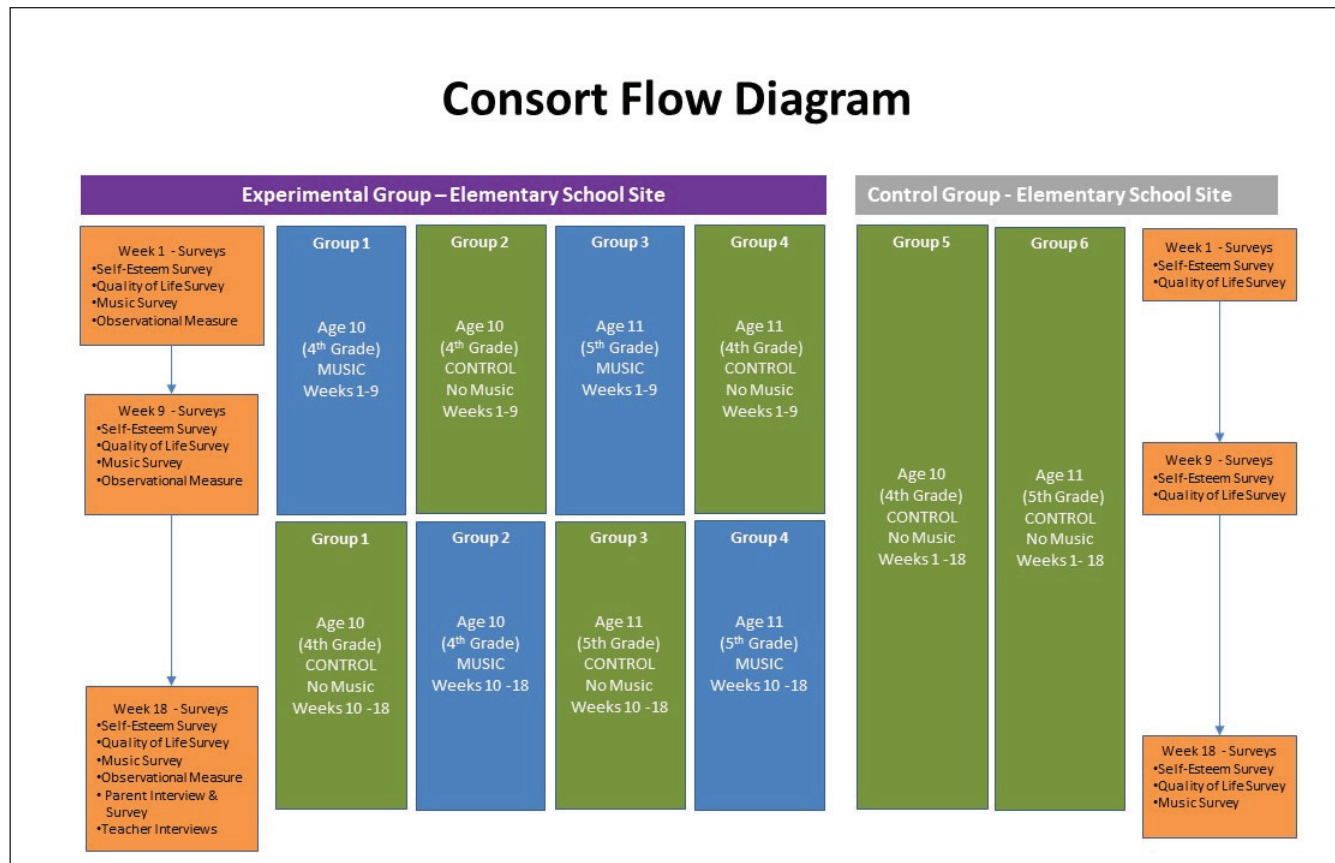 Consort Flow Diagram
Experimental Group – Elementary School Site
Week 1 - Surveys
•Self-Esteem Survey
•Quality of Life Survey
•Music Survey
•Observational Measure
Week 9 - Surveys
•Self-Esteem Survey
•Quality of Life Survey
•Music Survey
•Observational Measure
Week 18 - Surveys
•Self-Esteem Survey
•Quality of Life Survey
•Music Survey
•Observational Measure
• Parent Interview &
Survey
•Teacher Interviews
Group 1
Age 10
(4th Grade)
MUSIC
Weeks 1-9
Group 2
Age 10
(4th Grade)
CONTROL
No Music
Weeks 1-9
Group 3
Age 11
(5th Grade)
MUSIC
Weeks 1-9
Group 4
Age 11
(4th Grade)
CONTROL
No Music
Weeks 1-9
Group 1
Age 10
(4th Grade)
CONTROL
No Music
Weeks 10 -18
Group 2
Age 10
(4th Grade)
MUSIC
Weeks 10 -18
Group 3
Age 11
(5th Grade)
CONTROL
No Music
Weeks 10 -18
Group 4
Age 11
(5th Grade)
MUSIC
Weeks 10 -18
Control Group - Elementary School Site
Group 5
Age 10
(4th Grade)
CONTROL
No Music
Weeks 1 -18
Group 6
Age 11
(5th Grade)
CONTROL
No Music
Weeks 1- 18
Week 1 - Surveys
•Self-Esteem Survey
•Quality of Life Survey
Week 9 - Surveys
•Self-Esteem Survey
•Quality of Life Survey
Week 18 - Surveys
•Self-Esteem Survey
•Quality of Life Survey
•Music Survey